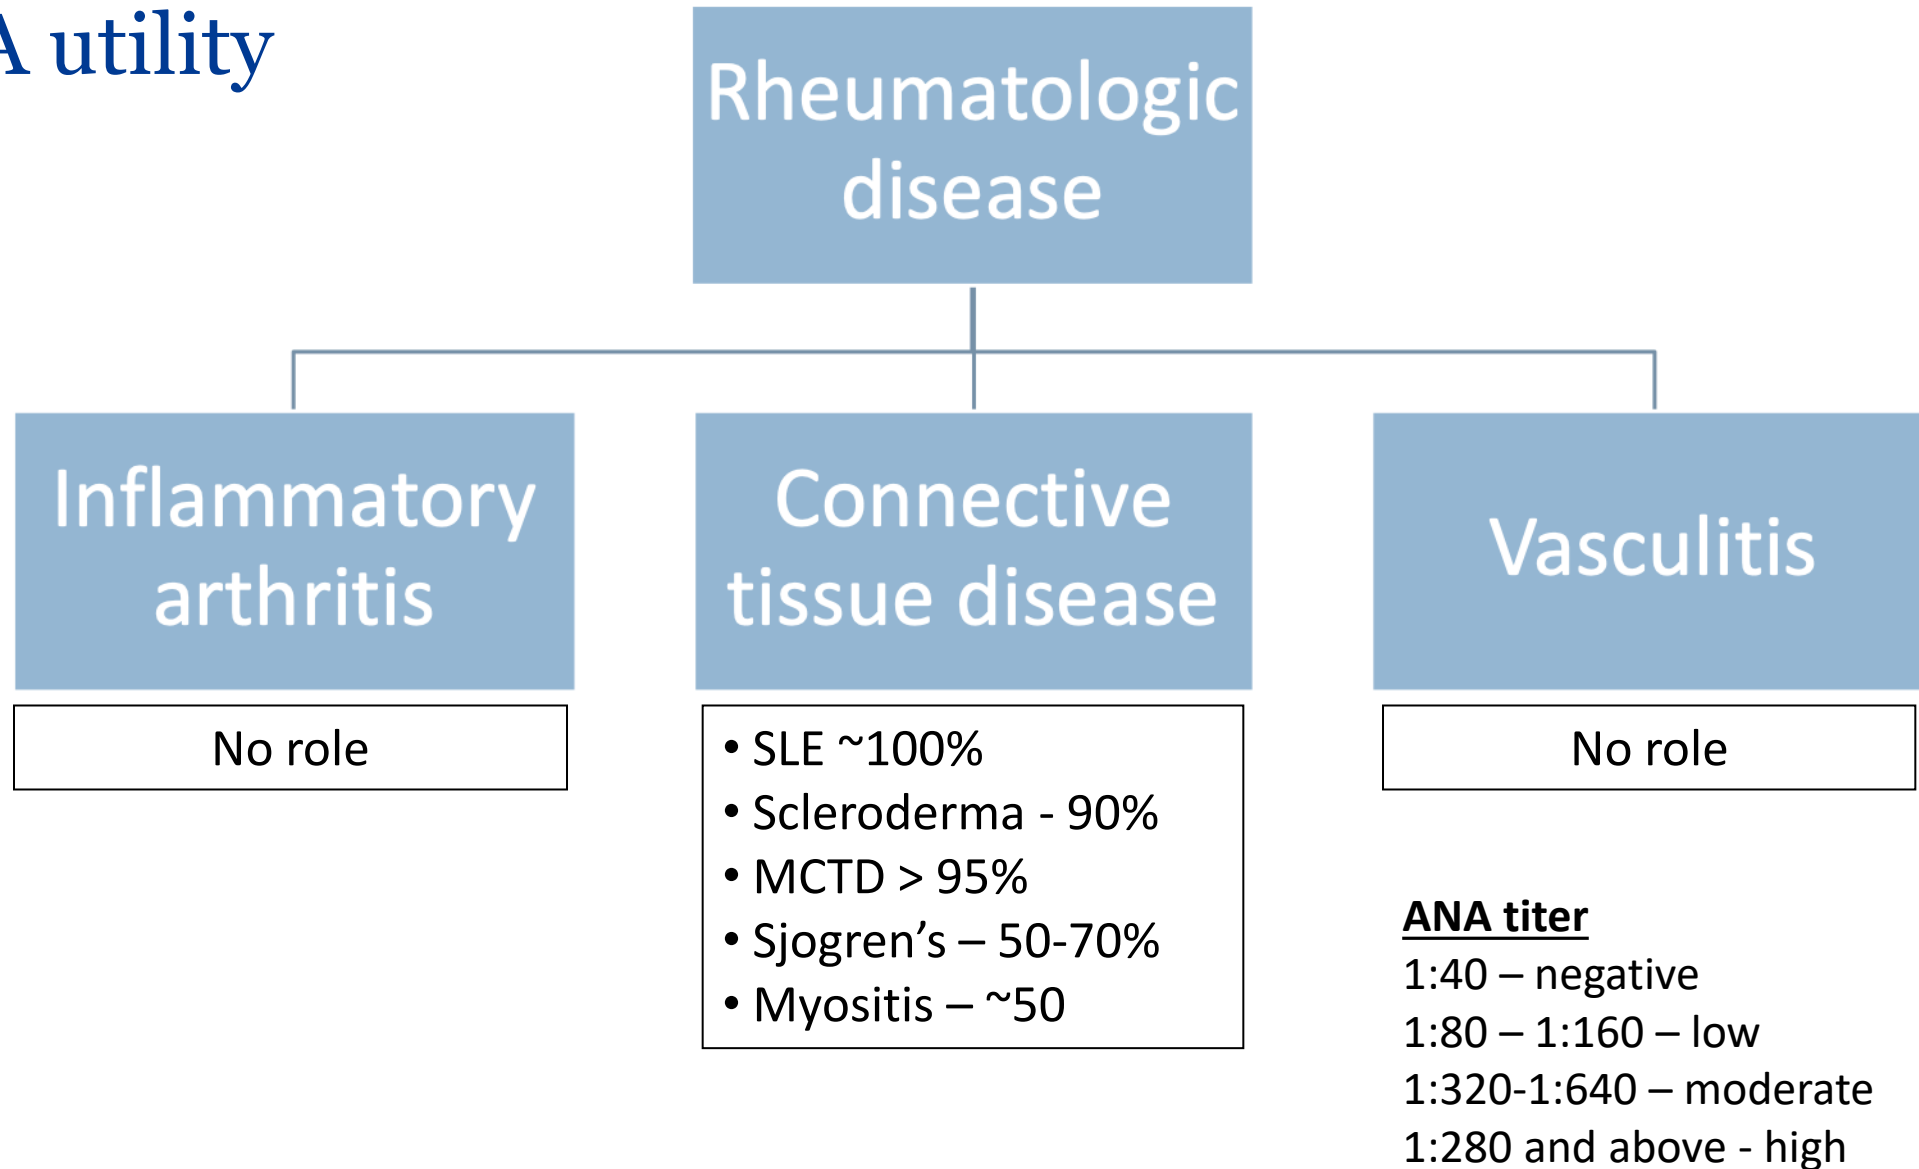 A utility
Rheumatologic
disease
Inflammatory
arthritis
Connective
tissue disease
Vasculitis
No role
• SLE ~100%
• Scleroderma - 90%
• MCTD > 95%
• Sjogren’s – 50-70%
• Myositis – ~50
No role
ANA titer
1:40 – negative
1:80 – 1:160 – low
1:320-1:640 – moderate
1:280 and above - high